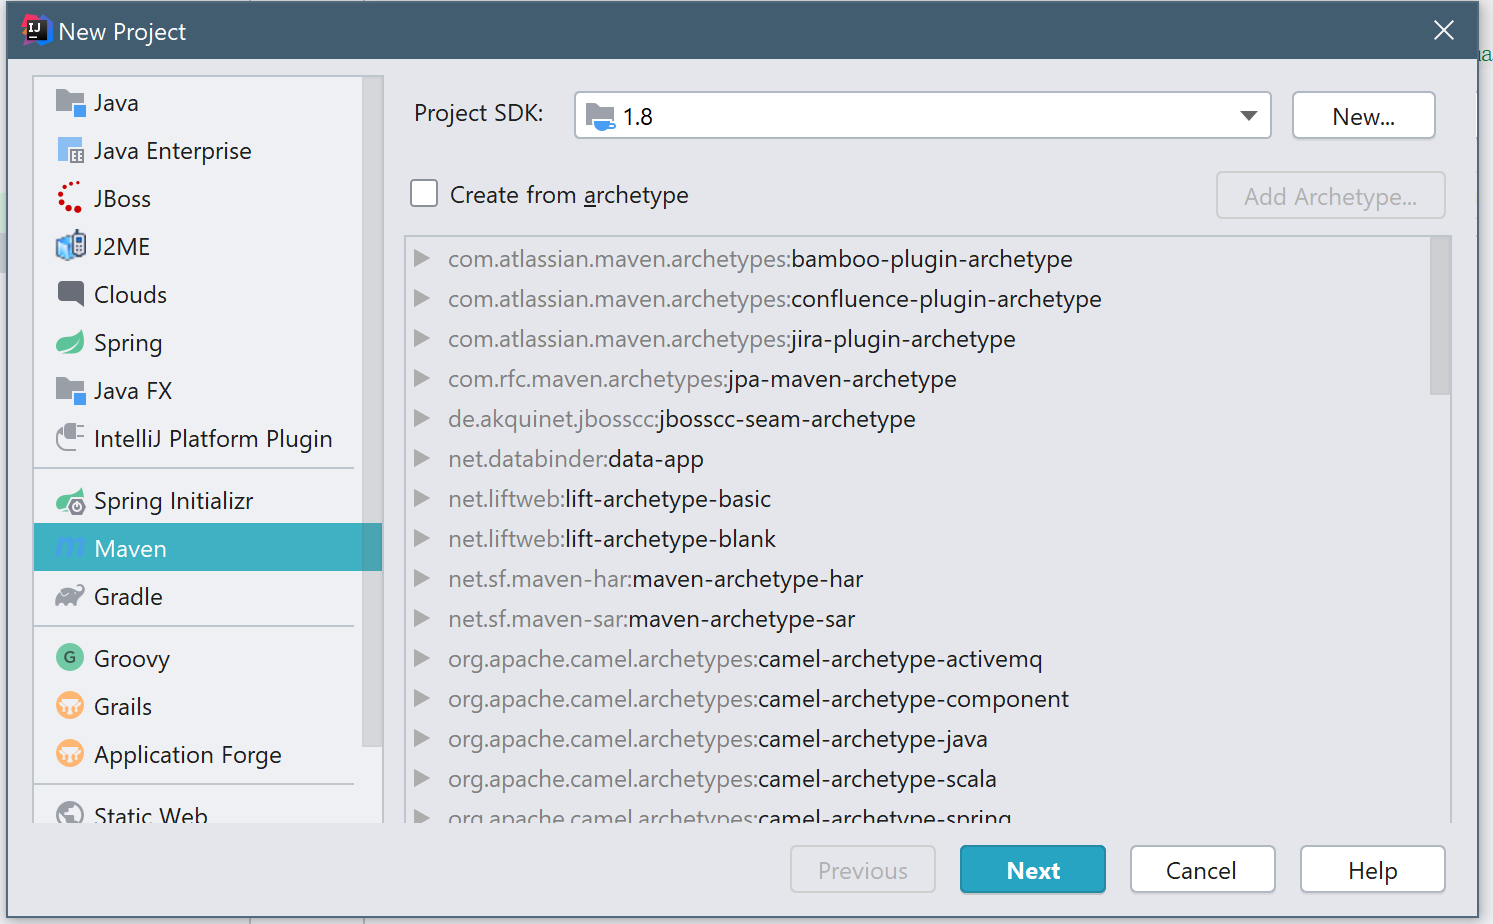 New Project
Java
Java Enterprise
JBoss
J2ME
Clouds
Spring
Java FX
IntelliJ Platform Plugin
Spring Initializr
Maven
Gradle
Groovy
Grails
Application Forge
Static Web
Project SDK:
1.8
New...
Create from archetype
Add Archetype...
com.atlassian.maven.archetypes:bamboo-plugin-archetype
com.atlassian.maven.archetypes:confluence-plugin-archetype
com.atlassian.maven.archetypes:jira-plugin-archetype
com.rfc.maven.archetypes:jpa-maven-archetype
de.akquinet.jbosscc:jbosscc-seam-archetype
net.databinder:data-app
net.liftweb:lift-archetype-basic
net.liftweb:lift-archetype-blank
net.sf.maven-har:maven-archetype-har
net.sf.maven-sar:maven-archetype-sar
org.apache.camel.archetypes:camel-archetype-activemq
org.apache.camel.archetypes:camel-archetype-component
org.apache.camel.archetypes:camel-archetype-java
org.apache.camel.archetypes:camel-archetype-scala
org.apache.camel.archetypes:camel-archetype-spring
Previous
Next
Cancel
Help